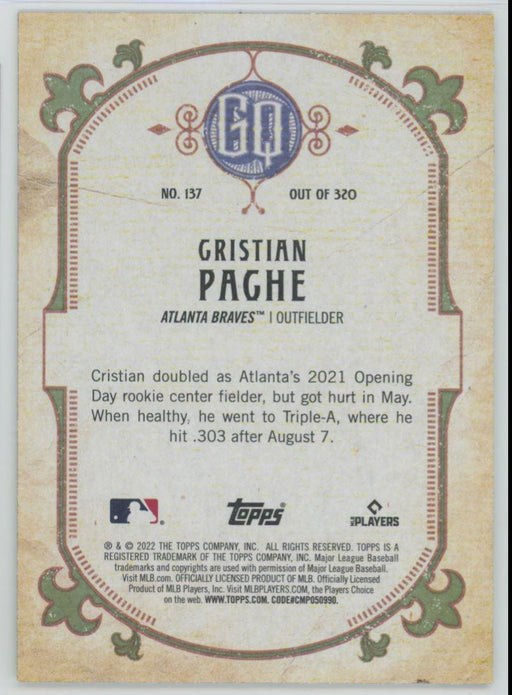 GQ
NO. 137 OUT OF 320
CRISTIAN
PACHE
ATLANTA BRAVES™ | OUTFIELDER
Cristian doubled as Atlanta's 2021 Opening
Day rookie center fielder, but got hurt in May.
When healthy, he went to Triple-A, where he
hit .303 after August 7.
Topps® MLB PLAYERS
® & © 2022 THE TOPPS COMPANY, INC. ALL RIGHTS RESERVED. TOPPS IS A
REGISTERED TRADEMARK OF THE TOPPS COMPANY, INC. Major League Baseball
trademarks and copyrights are used with permission of Major League Baseball.
Visit MLB.com. OFFICIALLY LICENSED PRODUCT OF MLB. Officially Licensed
Product of MLB Players, Inc. Visit MLBPLAYERS.COM, the Players Choice
on the web. WWW.TOPPS.COM. CODE#CMP050990.